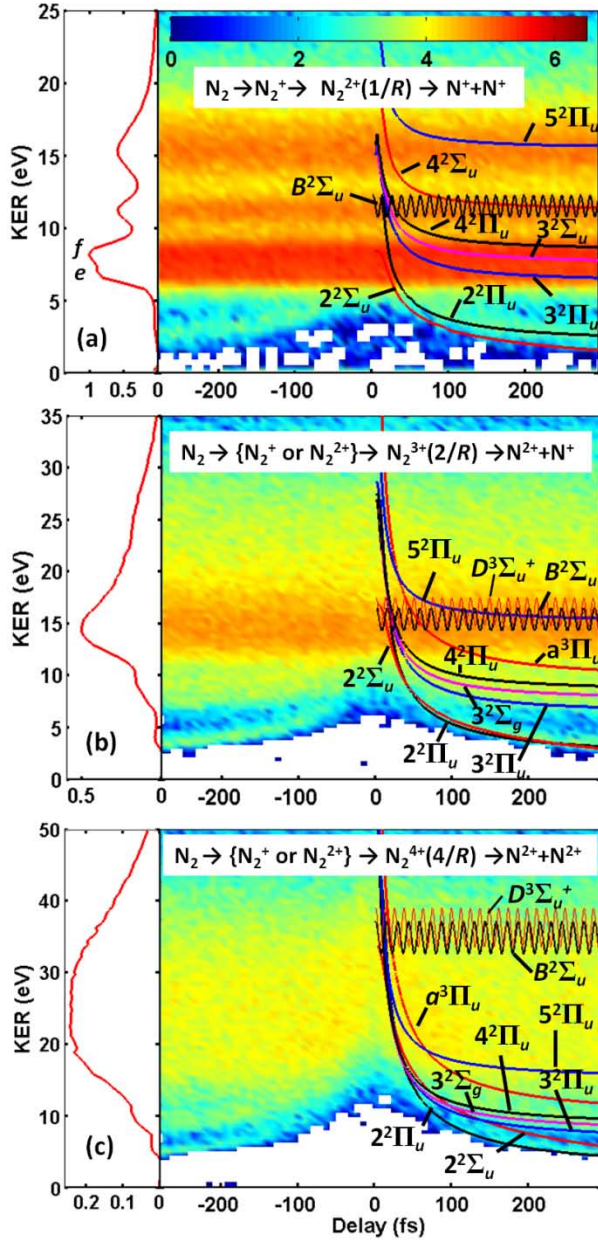 25
0 2 4 6
N₂ → N₂⁺ → N₂²⁺(1/R) → N⁺+N⁺
20
5²Πᵤ
4²Σᵤ
15
B²Σᵤ
KER (eV)
4²Πᵤ
3²Σᵤ
10
f
e
3²Πᵤ
5
2²Σᵤ
2²Πᵤ
(a)
0
1 0.5 0 -200 -100 0 100 200
35
N₂ → {N₂⁺ or N₂²⁺} → N₂³⁺(2/R) → N²⁺+N⁺
30
25
5²Πᵤ
D³Σᵤ⁺
B²Σᵤ
20
KER (eV)
15
a³Πᵤ
4²Πᵤ
10
2²Σᵤ
3²Σg
5
(b)
2²Πᵤ
3²Πᵤ
0
0.5 0 -200 -100 0 100 200
50
N₂ → {N₂⁺ or N₂²⁺} → N₂⁴⁺(4/R) → N²⁺+N²⁺
D³Σᵤ⁺
40
B²Σᵤ
KER (eV)
30
a³Πᵤ
5²Πᵤ
4²Πᵤ
20
3²Σg
3²Πᵤ
10
(c)
2²Πᵤ
2²Σᵤ
0
0.2 0.1 0 -200 -100 0 100 200
Delay (fs)